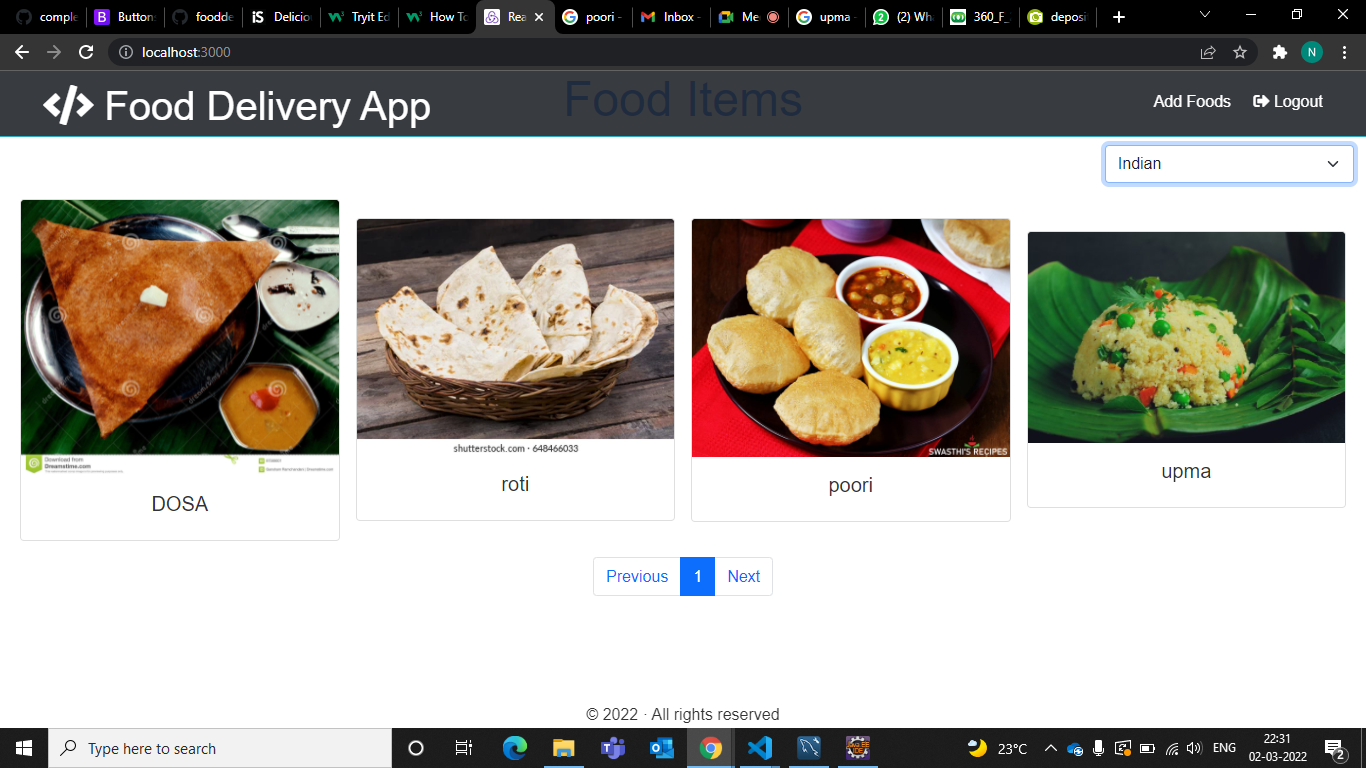 comple
Button
foodde
iS Delicio
Tryit Ed
How To
Rea
poori -
Inbox -
Me
upma -
(2) Wh
360_F_
deposi
localhost:3000
Food Delivery App
Food Items
Add Foods
Logout
Indian
Download from
Dreamstime.com
DOSA
shutterstock.com · 648466033
roti
SWASTHI'S RECIPES
poori
upma
Previous
1
Next
© 2022 · All rights reserved
Type here to search
23°C
ENG
22:31
02-03-2022
2